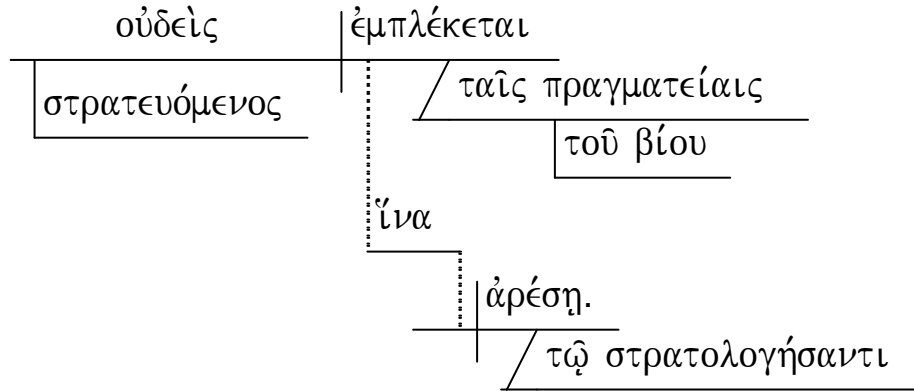 οὐδεὶς ἐμπλέκεται
στρατευόμενος ταῖς πραγματείαις
τοῦ βίου
ἵνα
ἀρέσῃ.
τῷ στρατολογήσαντι